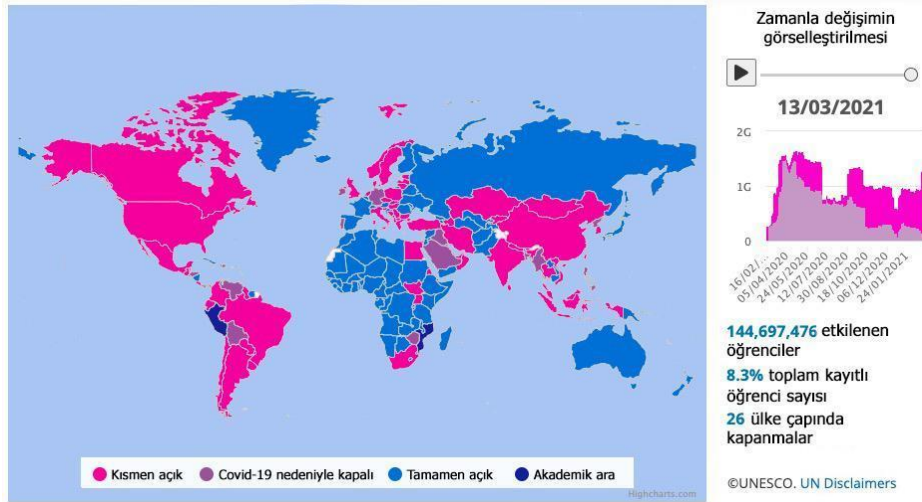 Zamanla değişimin
görselleştirilmesi
13/03/2021
2G
1G
0
16/02/...
05/04/2020
24/05/2020
12/07/2020
30/08/2020
18/10/2020
06/12/2020
24/01/2021
144,697,476 etkilenen
öğrenciler
8.3% toplam kayıtlı
öğrenci sayısı
26 ülke çapında
kapanmalar
Kısmen açık
Covid-19 nedeniyle kapalı
Tamamen açık
Akademik ara
Highcharts.com
©UNESCO. UN Disclaimers